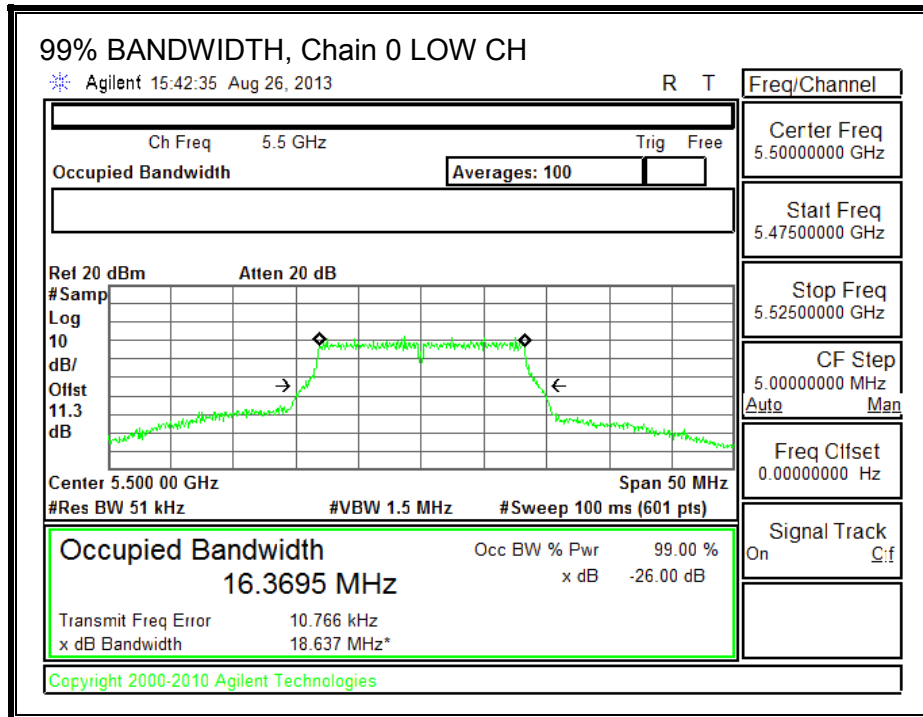 99% BANDWIDTH, Chain 0 LOW CH
Agilent 15:42:35 Aug 26, 2013 R T
Freq/Channel
Ch Freq 5.5 GHz Trig Free
Occupied Bandwidth Averages: 100
Center Freq
5.50000000 GHz
Start Freq
5.47500000 GHz
Stop Freq
5.52500000 GHz
CF Step
5.00000000 MHz
Auto Man
Freq Offset
0.00000000 Hz
Signal Track
On Off
Ref 20 dBm Atten 20 dB
#Samp
Log
10
dB/
Offst
11.3
dB
Center 5.500 00 GHz Span 50 MHz
#Res BW 51 kHz #VBW 1.5 MHz #Sweep 100 ms (601 pts)
Occupied Bandwidth Occ BW % Pwr 99.00 %
16.3695 MHz x dB -26.00 dB
Transmit Freq Error 10.766 kHz
x dB Bandwidth 18.637 MHz*
Copyright 2000-2010 Agilent Technologies